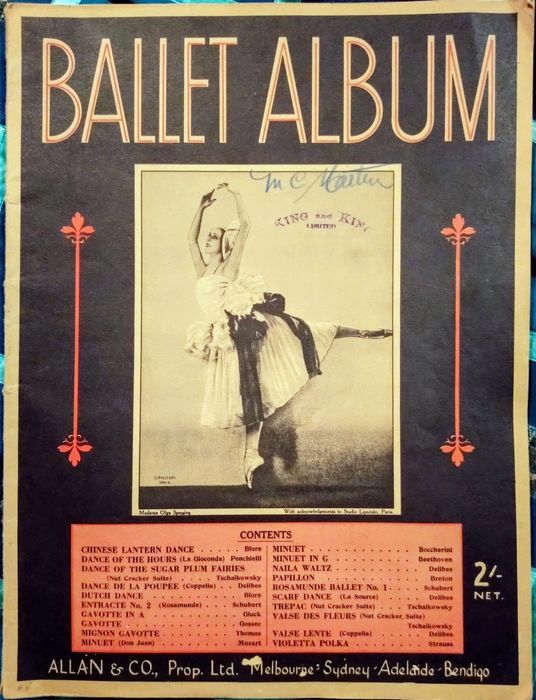 BALLET ALBUM
KING and KING
LIMITED
LIPNITZKI
PARIS
Madame Olga Spesiva
With acknowledgements to Studio Lipnitski, Paris.
CONTENTS
CHINESE LANTERN DANCE . . . Blore
DANCE OF THE HOURS (La Gioconda) Ponchielli
DANCE OF THE SUGAR PLUM FAIRIES
(Nut Cracker Suite) . . . Tschaikowsky
DANCE DE LA POUPEE (Coppelia) . . Delibes
DUTCH DANCE . . . . . Blore
ENTRACTE No. 2 (Rosamunde) . . Schubert
GAVOTTE IN A . . . . . Gluck
GAVOTTE . . . . . . Gossec
MIGNON GAVOTTE . . . . Thomas
MINUET (Don Juan) . . . . Mozart
MINUET . . . . . . . Boccherini
MINUET IN G . . . . . Beethoven
NAILA WALTZ . . . . . Delibes
PAPILLON . . . . . . Breton
ROSAMUNDE BALLET No. 1 . . Schubert
SCARF DANCE (La Source) . . . Delibes
TREPAC (Nut Cracker Suite)
Tschaikowsky
VALSE DES FLEURS (Nut Cracker Suite)
Tschaikowsky
VALSE LENTE (Coppelia) . . . Delibes
VIOLETTA POLKA . . . . Strauss
2/-
NET.
ALLAN & CO., Prop. Ltd. Melbourne - Sydney - Adelaide - Bendigo